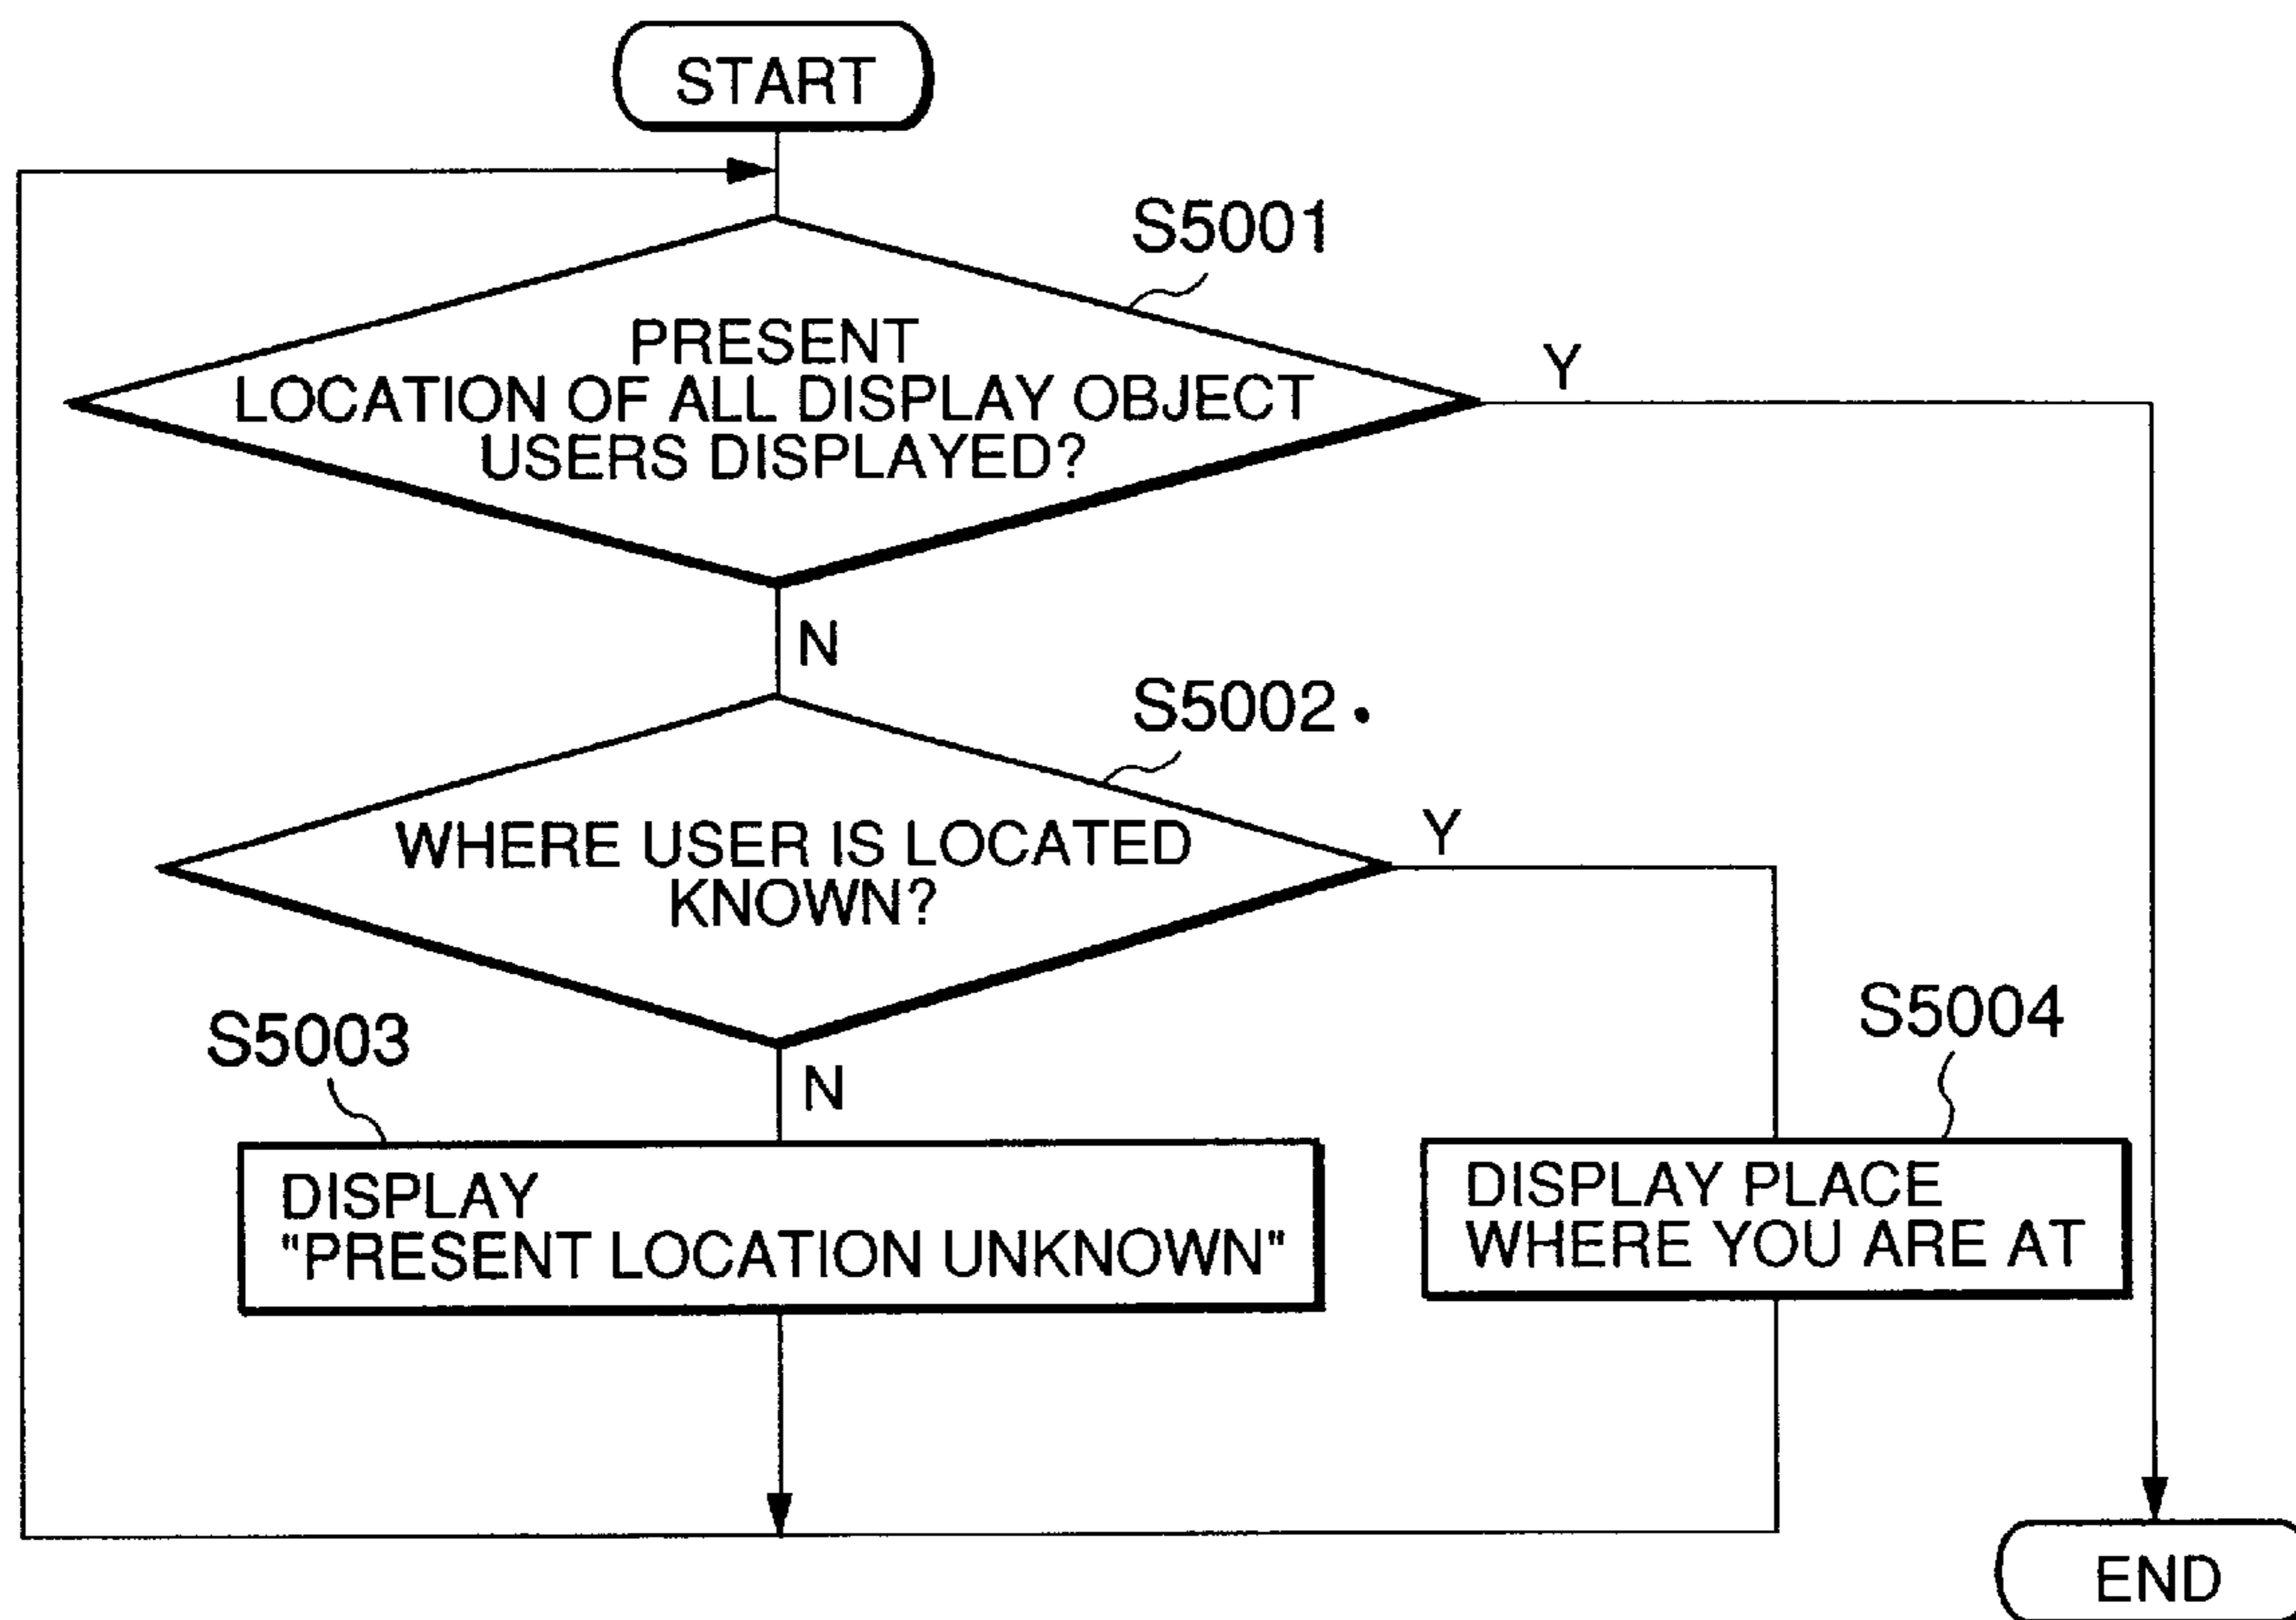 START
S5001
PRESENT
LOCATION OF ALL DISPLAY OBJECT
USERS DISPLAYED?
Y
N
S5002
WHERE USER IS LOCATED
KNOWN?
Y
N
S5003
DISPLAY
"PRESENT LOCATION UNKNOWN"
S5004
DISPLAY PLACE
WHERE YOU ARE AT
END